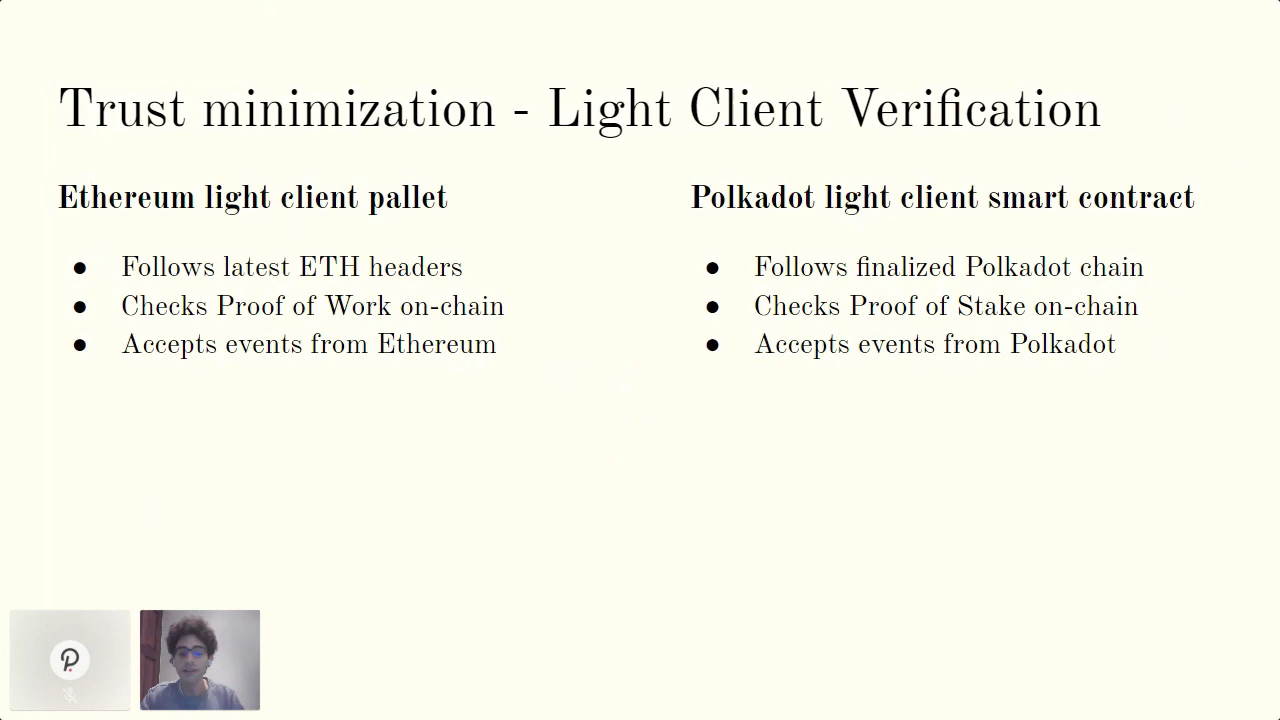 Trust minimization - Light Client Verification
Ethereum light client pallet
● Follows latest ETH headers
● Checks Proof of Work on-chain
● Accepts events from Ethereum
Polkadot light client smart contract
● Follows finalized Polkadot chain
● Checks Proof of Stake on-chain
● Accepts events from Polkadot